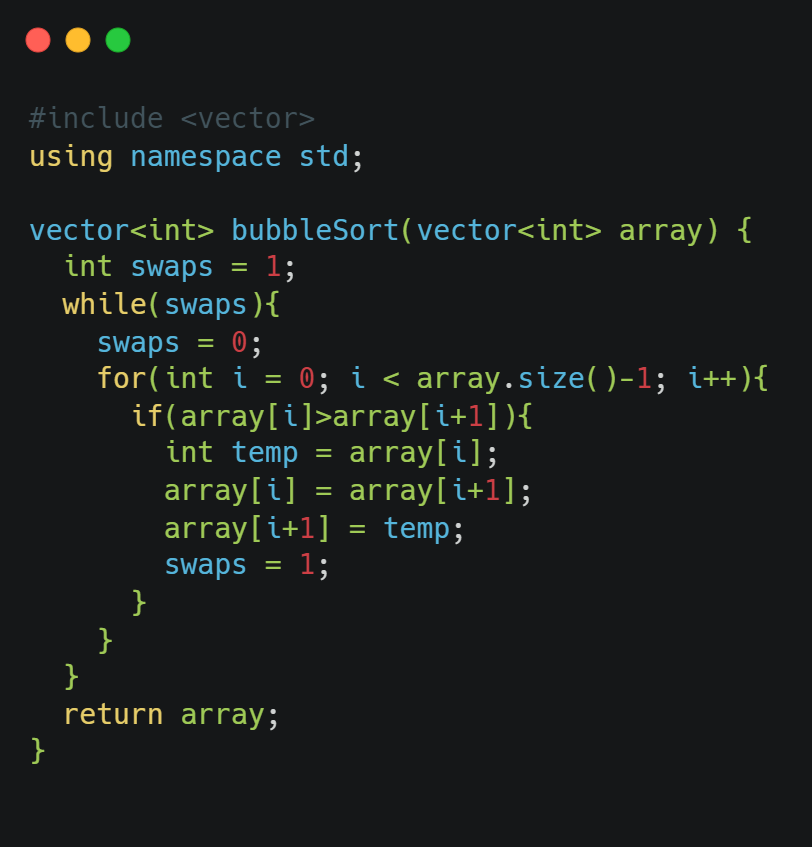 #include <vector>
using namespace std;

vector<int> bubbleSort(vector<int> array) {
  int swaps = 1;
  while(swaps){
    swaps = 0;
    for(int i = 0; i < array.size()-1; i++){
      if(array[i]>array[i+1]){
        int temp = array[i];
        array[i] = array[i+1];
        array[i+1] = temp;
        swaps = 1;
      }
    }
  }
  return array;
}